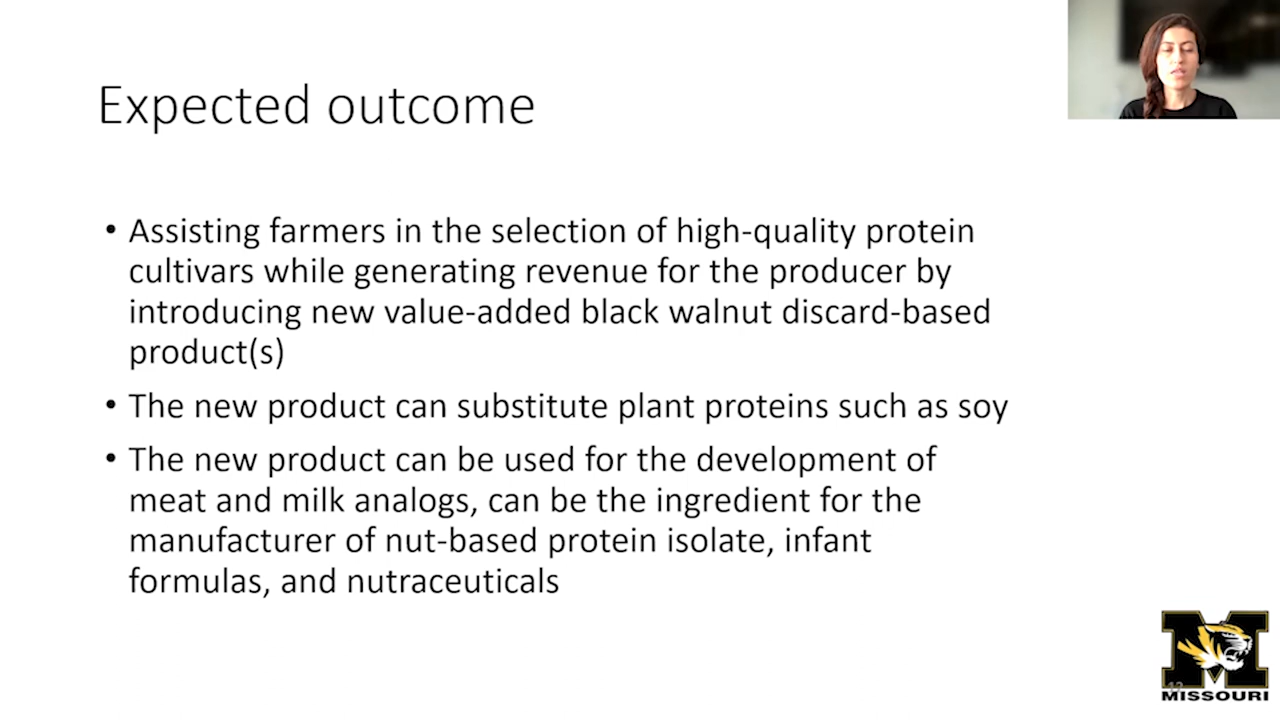 Expected outcome
• Assisting farmers in the selection of high-quality protein
cultivars while generating revenue for the producer by
introducing new value-added black walnut discard-based
product(s)
• The new product can substitute plant proteins such as soy
• The new product can be used for the development of
meat and milk analogs, can be the ingredient for the
manufacturer of nut-based protein isolate, infant
formulas, and nutraceuticals
MISSOURI